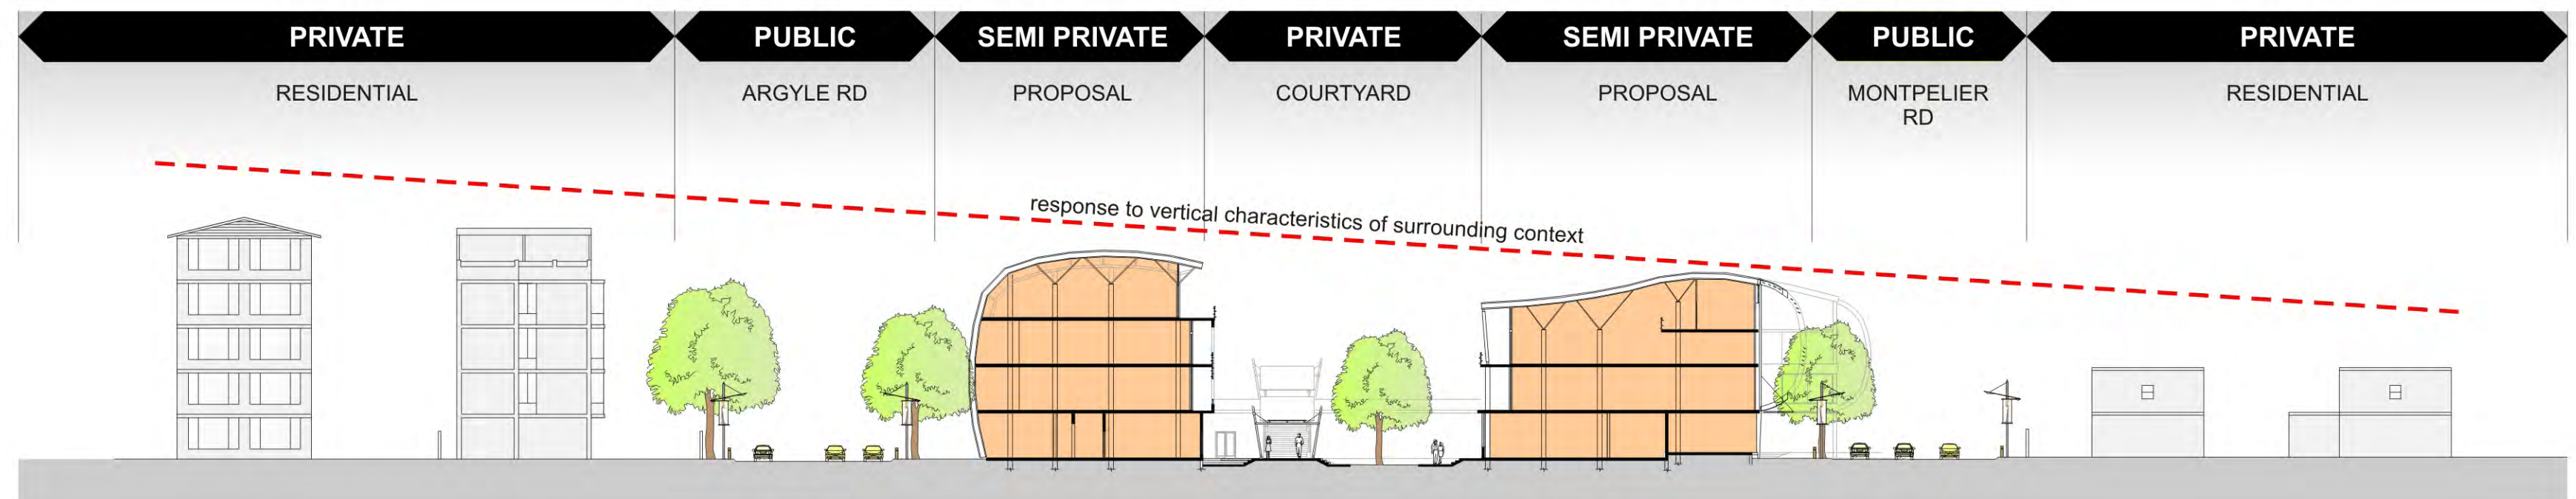 PRIVATE
PUBLIC
SEMI PRIVATE
PRIVATE
SEMI PRIVATE
PUBLIC
PRIVATE
RESIDENTIAL
ARGYLE RD
PROPOSAL
COURTYARD
PROPOSAL
MONTPELIER
RD
RESIDENTIAL
response to vertical characteristics of surrounding context